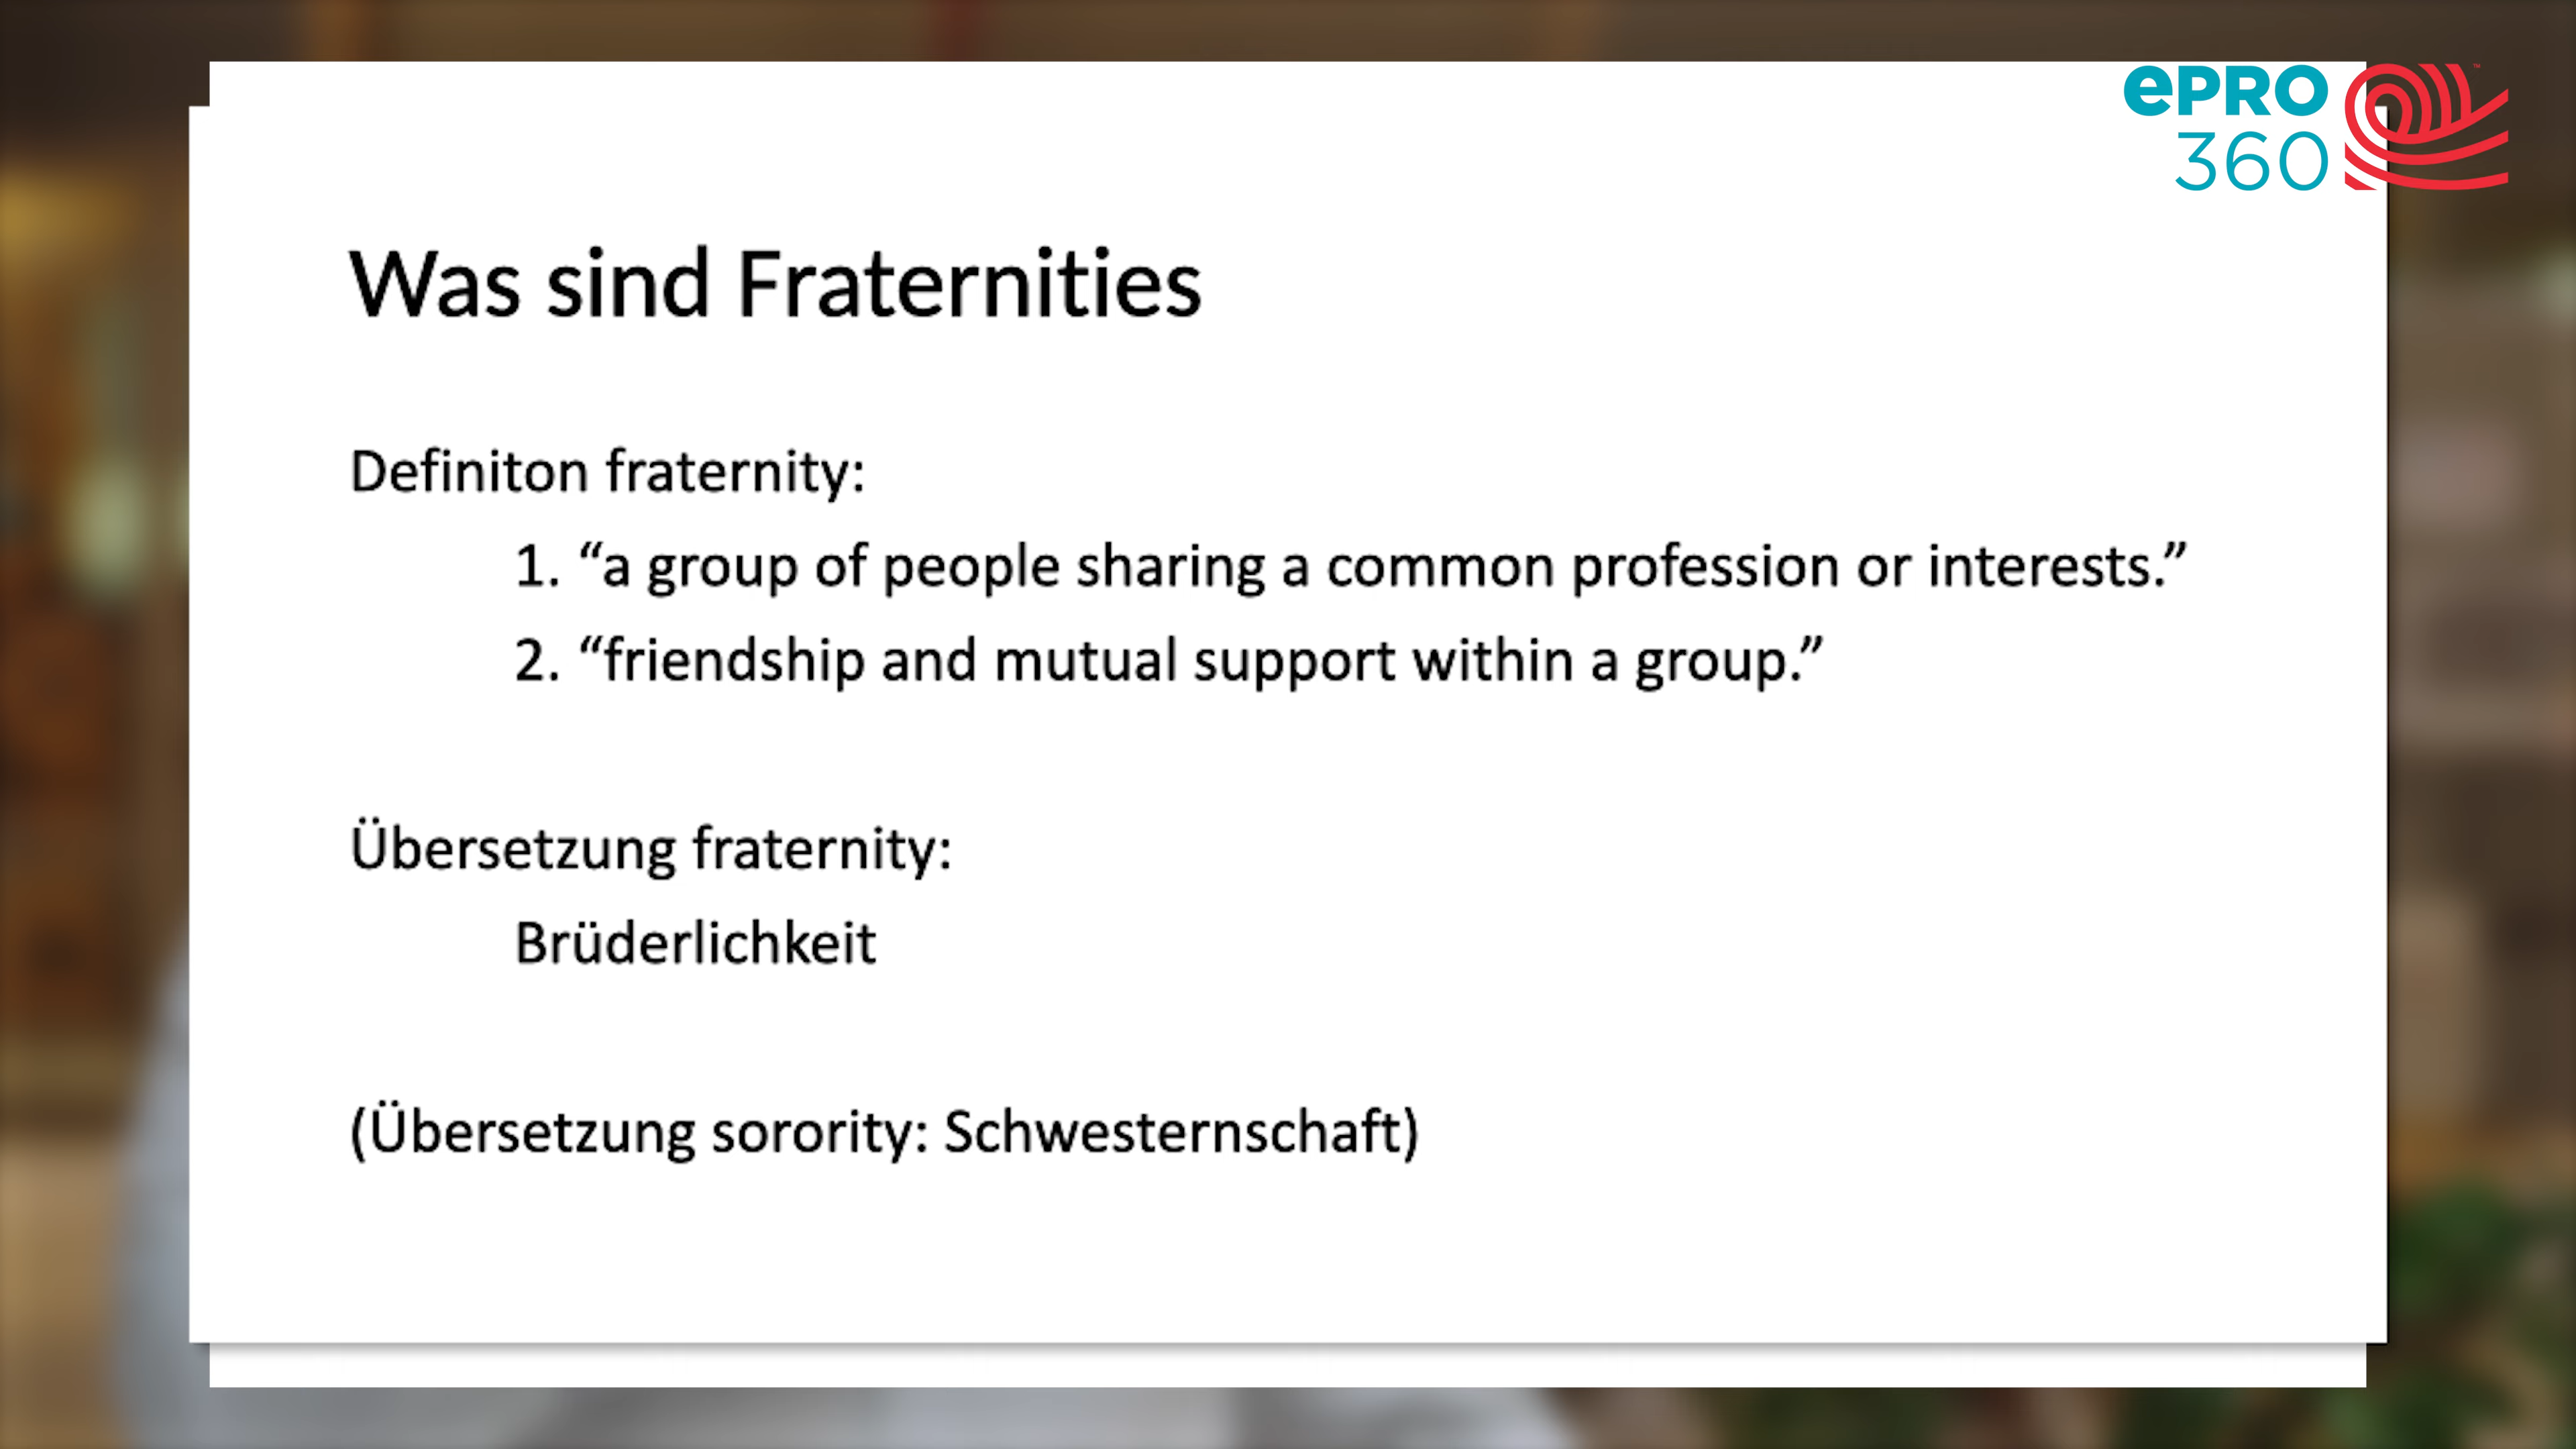 ePRO
360
Was sind Fraternities
Definiton fraternity:
1. “a group of people sharing a common profession or interests.”
2. “friendship and mutual support within a group.”
Übersetzung fraternity:
Brüderlichkeit
(Übersetzung sorority: Schwesternschaft)